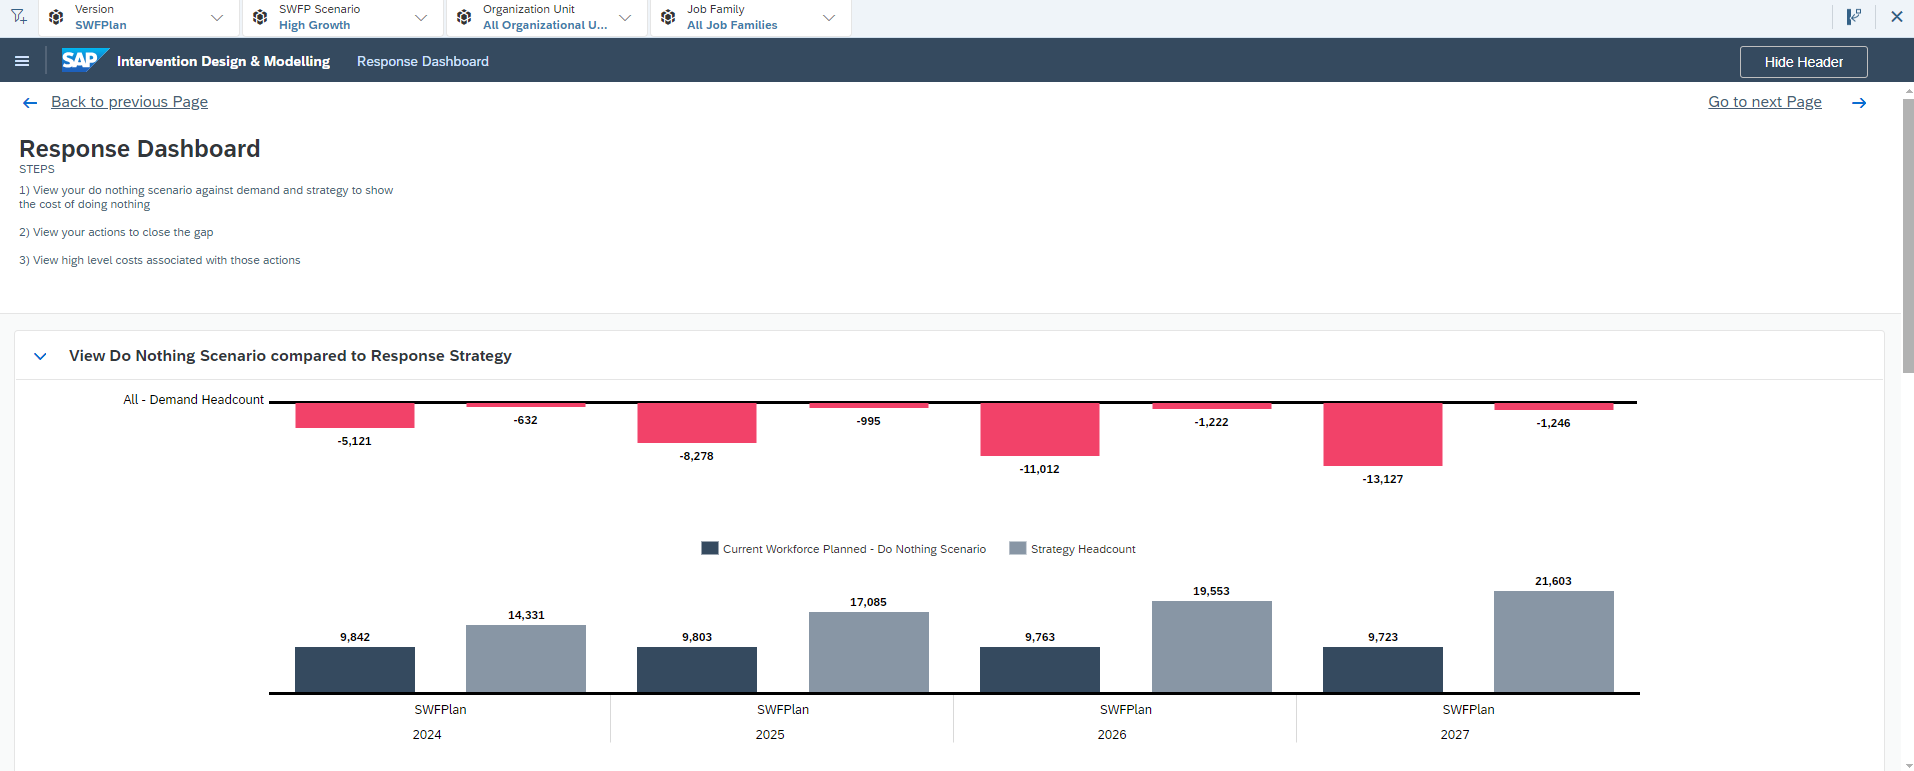 Version
SWFPlan
SWFP Scenario
High Growth
Organization Unit
All Organizational U...
Job Family
All Job Families
SAP
Intervention Design & Modelling
Response Dashboard
Hide Header
Back to previous Page
Go to next Page
Response Dashboard
STEPS
1) View your do nothing scenario against demand and strategy to show
the cost of doing nothing
2) View your actions to close the gap
3) View high level costs associated with those actions
View Do Nothing Scenario compared to Response Strategy
All - Demand Headcount
-5,121
-632
-8,278
-995
-11,012
-1,222
-13,127
-1,246
Current Workforce Planned - Do Nothing Scenario
Strategy Headcount
9,842
14,331
9,803
17,085
9,763
19,553
9,723
21,603
SWFPlan
SWFPlan
SWFPlan
SWFPlan
2024
2025
2026
2027